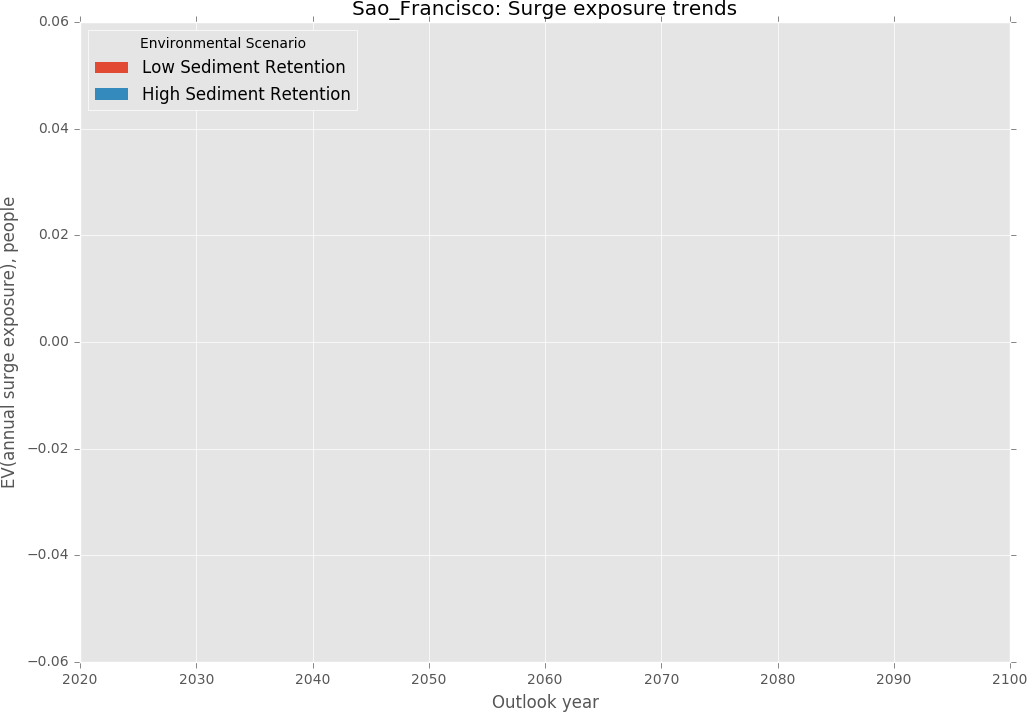 Sao_Francisco: Surge exposure trends
Environmental Scenario
Low Sediment Retention
High Sediment Retention
EV(annual surge exposure), people
0.06
0.04
0.02
0.00
−0.02
−0.04
−0.06
2020 2030 2040 2050 2060 2070 2080 2090 2100
Outlook year